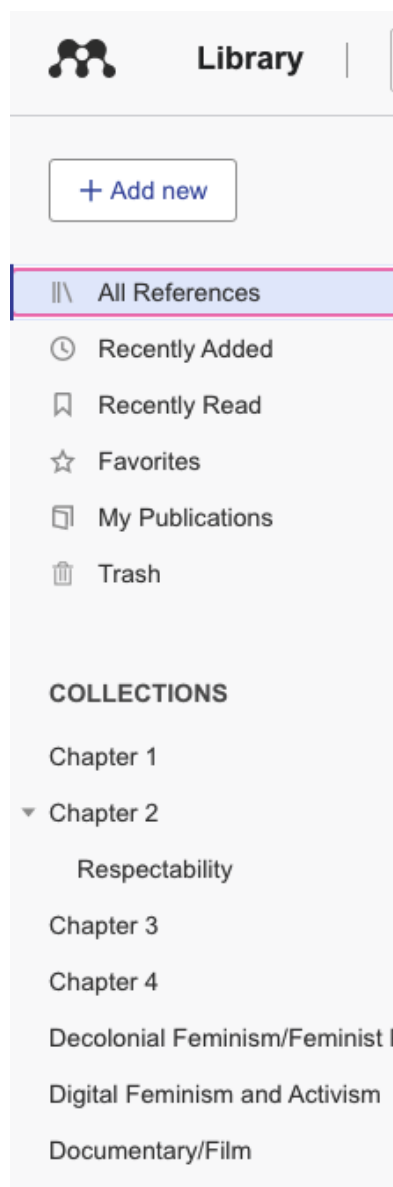 Library
+ Add new
All References
Recently Added
Recently Read
Favorites
My Publications
Trash
COLLECTIONS
Chapter 1
Chapter 2
Respectability
Chapter 3
Chapter 4
Decolonial Feminism/Feminist
Digital Feminism and Activism
Documentary/Film